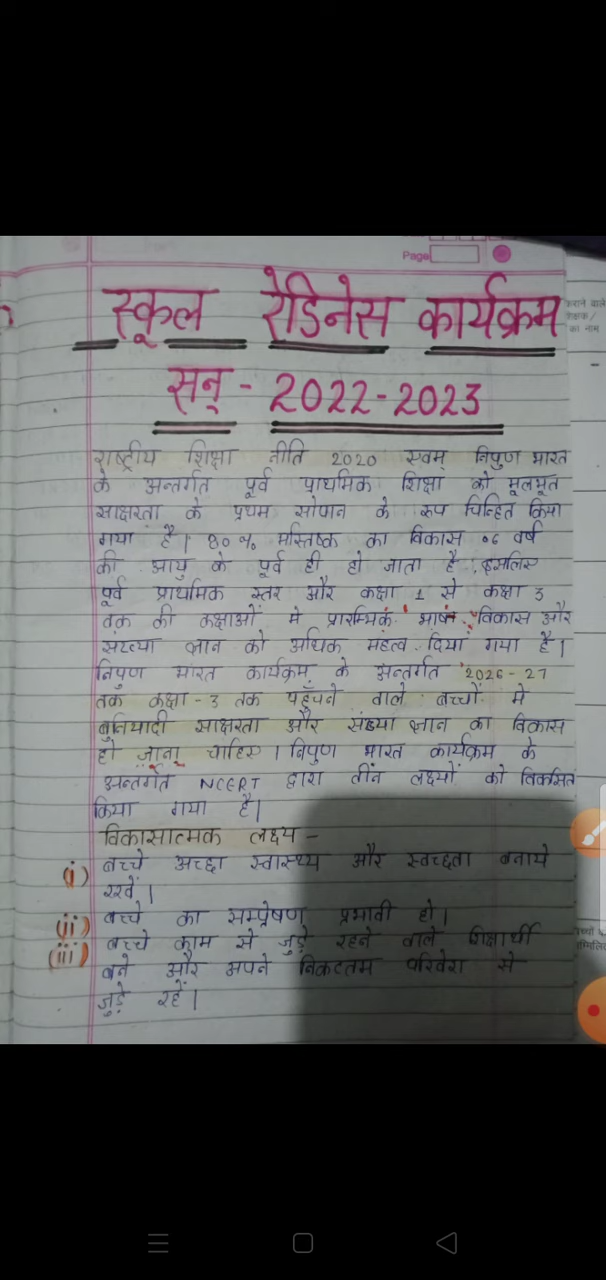 Page
स्कूल रेडिनेस कार्यक्रम
सन् - 2022-2023
राष्ट्रीय शिक्षा नीति 2020 एवम् निपुण भारत
के अन्तर्गत पूर्व प्राथमिक शिक्षा को मूलभूत
साक्षरता के प्रथम सोपान के रूप चिन्हित किया
गया है। 80% मस्तिष्क का विकास 06 वर्ष
की आयु के पूर्व ही हो जाता है, इसलिए
पूर्व प्राथमिक स्तर और कक्षा 1 से कक्षा 3
तक की कक्षाओं मे प्रारम्भिक भाषा विकास और
संख्या ज्ञान को अधिक महत्व दिया गया है।
निपुण भारत कार्यक्रम के अन्तर्गत 2026-27
तक कक्षा-3 तक पहुँचने वाले बच्चों मे
बुनियादी साक्षरता और संख्या ज्ञान का विकास
हो जाना चाहिए । निपुण भारत कार्यक्रम के
अन्तर्गत NCERT द्वारा तीन लक्ष्यों को विकसित
किया गया है।
विकासात्मक लक्ष्य -
(i) बच्चे अच्छा स्वास्थ्य और स्वच्छता बनाये
रखें।
(ii) बच्चे का सम्प्रेषण प्रभावी हो।
(iii) बच्चे काम से जुड़े रहने वाले शिक्षार्थी
बने और अपने निकटतम परिवेश से
जुड़े रहें।
कराने वाले
का नाम